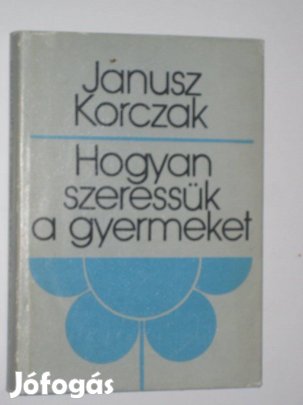 Janusz
Korczak
Hogyan
szeressük
a gyermeket
Jófogás